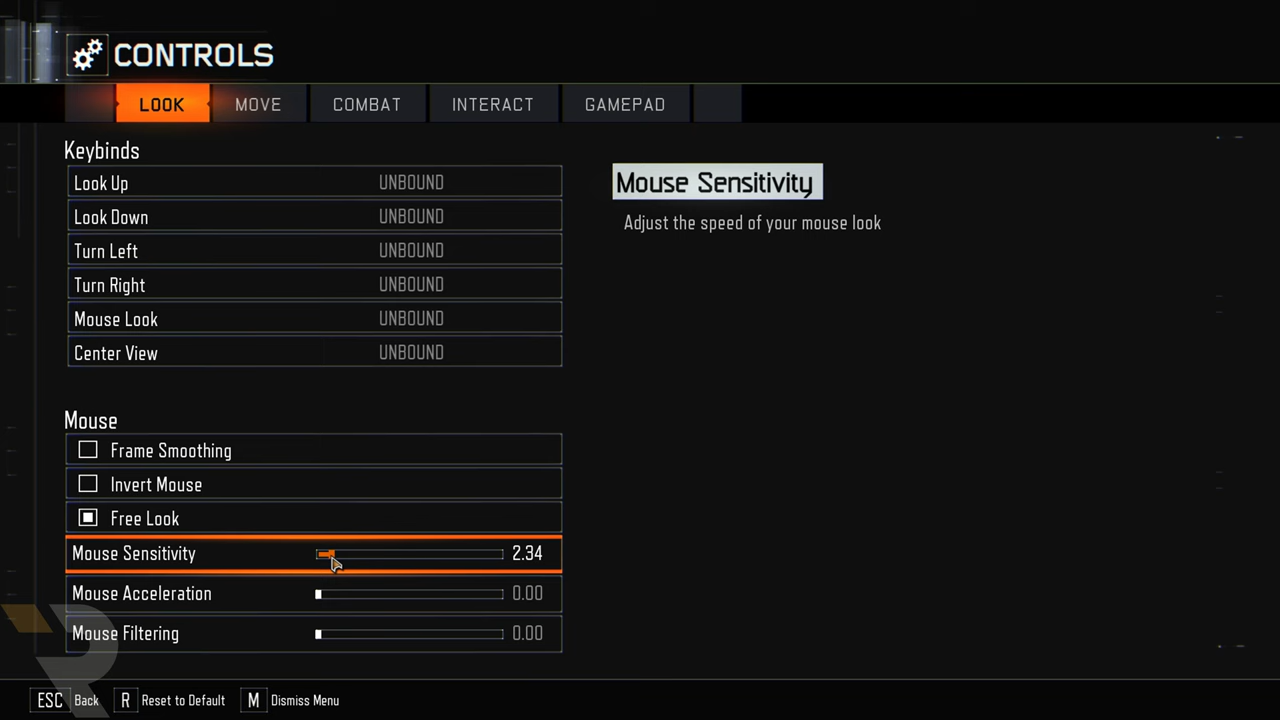 CONTROLS
LOOK MOVE COMBAT INTERACT GAMEPAD
Keybinds
Look Up UNBOUND
Look Down UNBOUND
Turn Left UNBOUND
Turn Right UNBOUND
Mouse Look UNBOUND
Center View UNBOUND
Mouse
Frame Smoothing
Invert Mouse
Free Look
Mouse Sensitivity 2.34
Mouse Acceleration 0.00
Mouse Filtering 0.00
Mouse Sensitivity
Adjust the speed of your mouse look
ESC Back R Reset to Default M Dismiss Menu